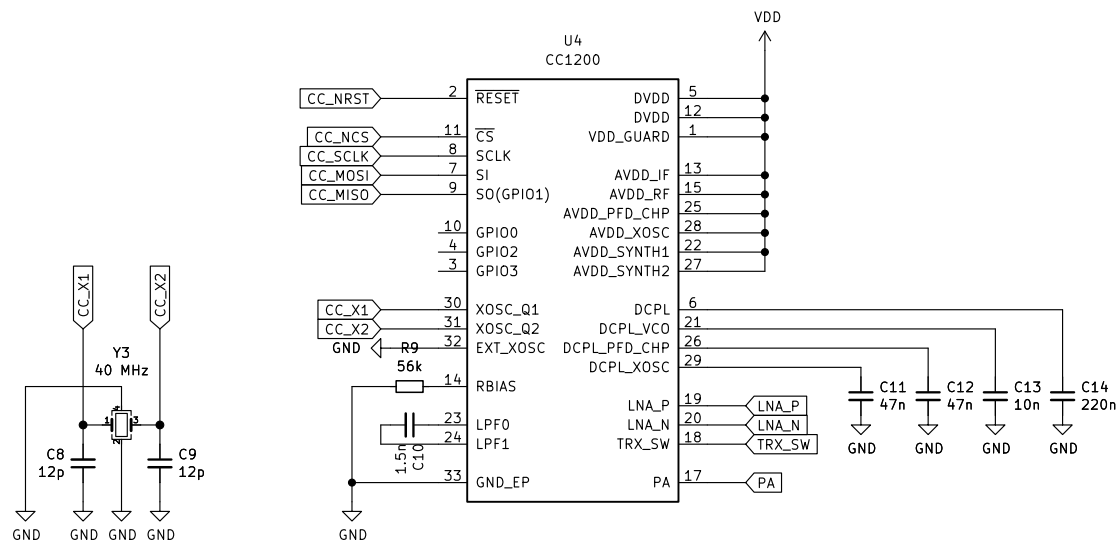 VDD
U4
CC1200
CC_NRST 2 RESET DVDD 5
DVDD 12
CC_NCS 11 CS VDD_GUARD 1
CC_SCLK 8 SCLK
CC_MOSI 7 SI AVDD_IF 13
CC_MISO 9 SO(GPIO1) AVDD_RF 15
AVDD_PFD_CHP 25
10 GPIO0 AVDD_XOSC 28
4 GPIO2 AVDD_SYNTH1 22
3 GPIO3 AVDD_SYNTH2 27
CC_X1 CC_X2
CC_X1 30 XOSC_Q1 DCPL 6
CC_X2 31 XOSC_Q2 DCPL_VCO 21
GND 32 EXT_XOSC DCPL_PFD_CHP 26
DCPL_XOSC 29
R9
56k
14 RBIAS
Y3
40 MHz
1 2 3 4
C11
47n
GND
C12
47n
GND
C13
10n
GND
C14
220n
GND
LNA_P 19 LNA_P
23 LPF0 LNA_N 20 LNA_N
24 LPF1 TRX_SW 18 TRX_SW
1.5n
C10
33 GND_EP PA 17 PA
C8
12p
C9
12p
GND GND GND GND
GND